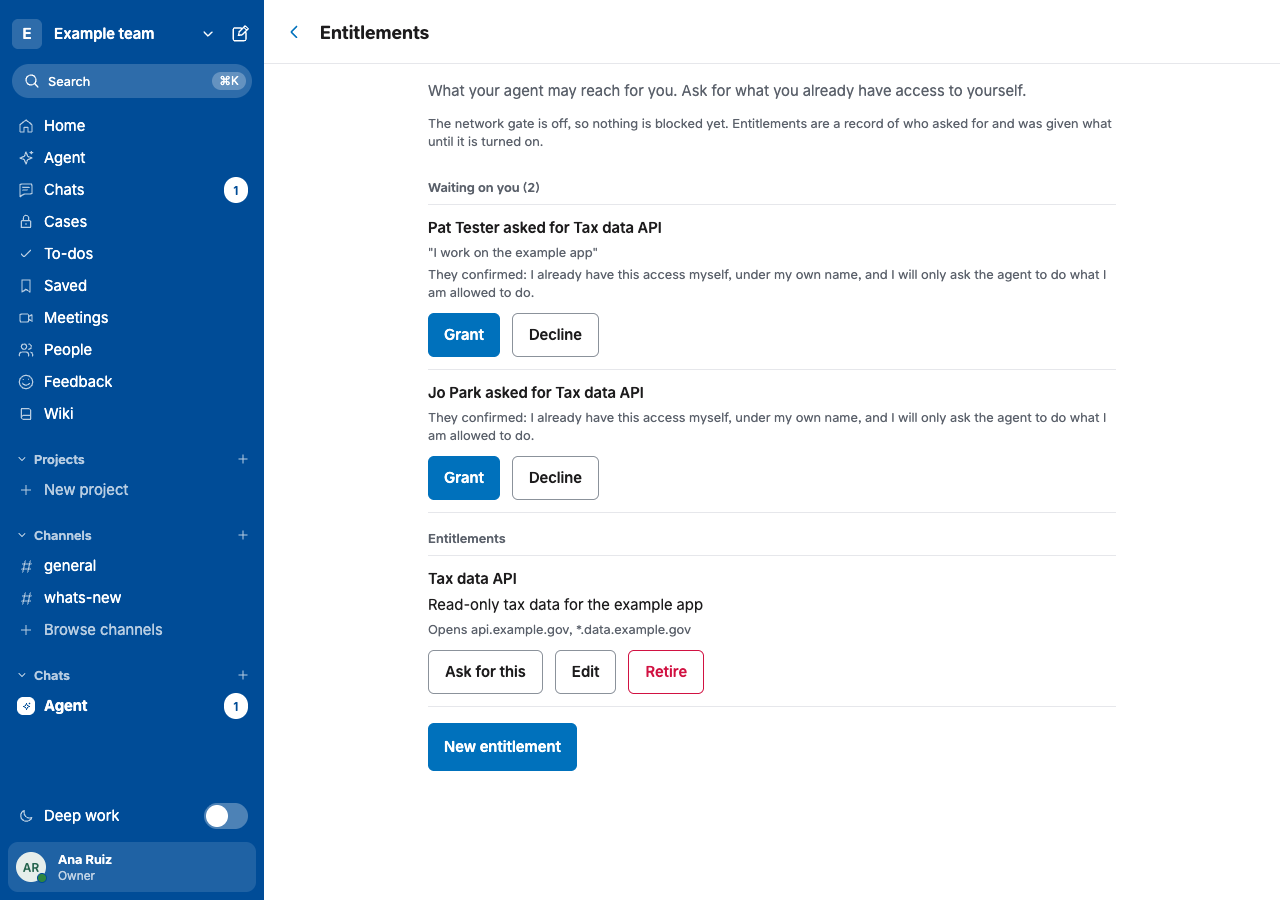 E
Example team
Search
⌘K
Home
Agent
Chats
1
Cases
To-dos
Saved
Meetings
People
Feedback
Wiki
Projects
New project
Channels
# general
# whats-new
Browse channels
Chats
Agent
1
Deep work
AR
Ana Ruiz
Owner
Entitlements
What your agent may reach for you. Ask for what you already have access to yourself.
The network gate is off, so nothing is blocked yet. Entitlements are a record of who asked for and was given what
until it is turned on.
Waiting on you (2)
Pat Tester asked for Tax data API
"I work on the example app"
They confirmed: I already have this access myself, under my own name, and I will only ask the agent to do what I
am allowed to do.
Grant
Decline
Jo Park asked for Tax data API
They confirmed: I already have this access myself, under my own name, and I will only ask the agent to do what I
am allowed to do.
Grant
Decline
Entitlements
Tax data API
Read-only tax data for the example app
Opens api.example.gov, *.data.example.gov
Ask for this
Edit
Retire
New entitlement